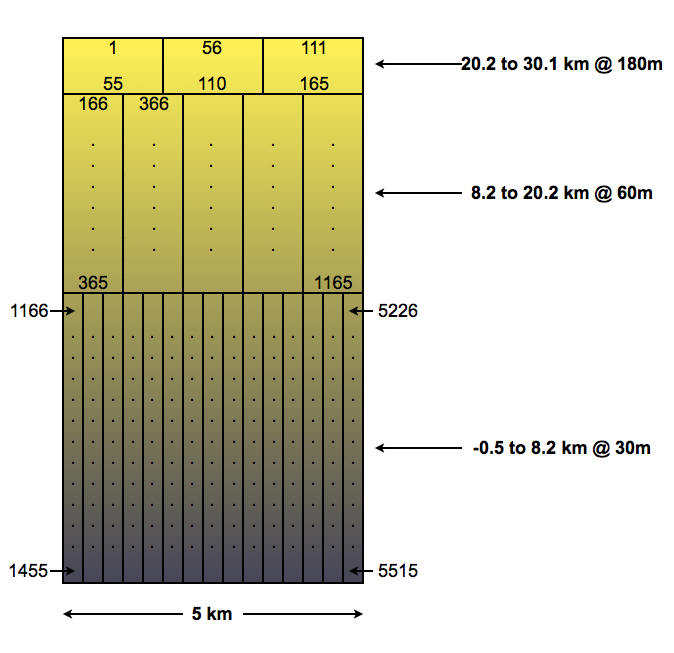 1 56 111
20.2 to 30.1 km @ 180m
55 110 165
166 366
8.2 to 20.2 km @ 60m
365 1165
1166 5226
-0.5 to 8.2 km @ 30m
1455 5515
5 km